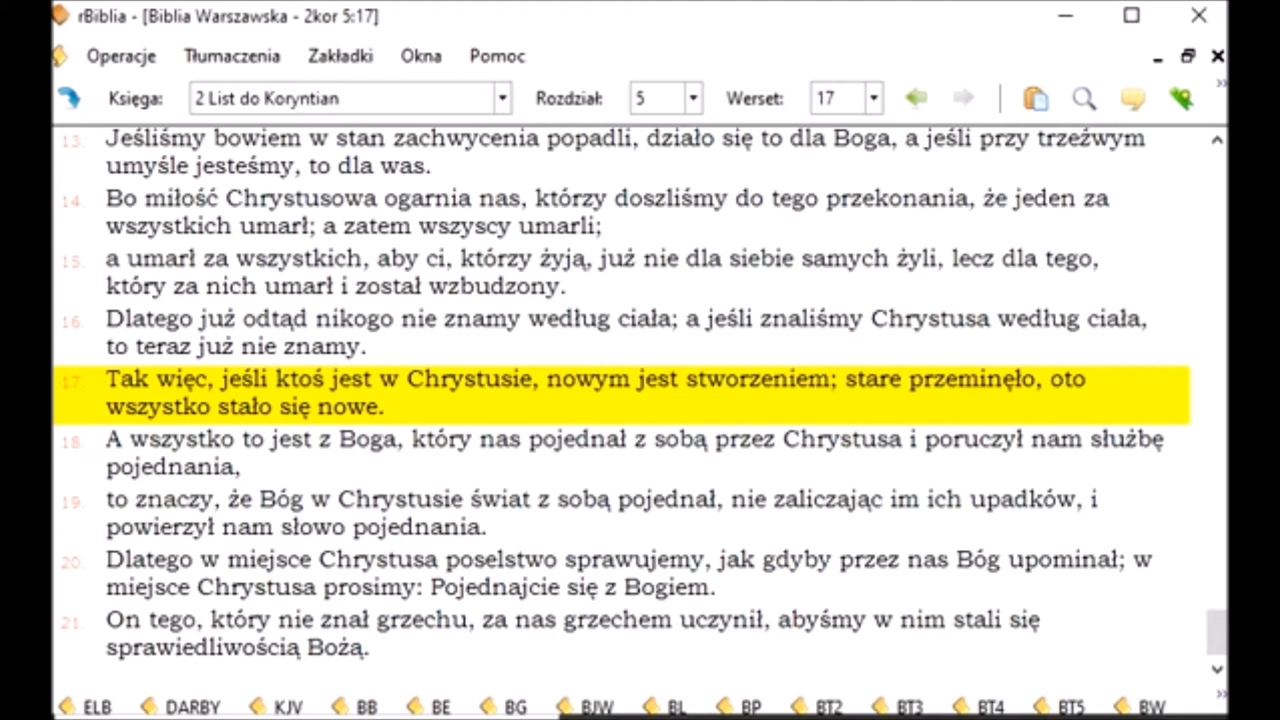 rBiblia - [Biblia Warszawska - 2kor 5:17]
Operacje Tłumaczenia Zakładki Okna Pomoc
Księga: 2 List do Koryntian Rozdział: 5 Werset: 17
13. Jeśliśmy bowiem w stan zachwycenia popadli, działo się to dla Boga, a jeśli przy trzeźwym
umyśle jesteśmy, to dla was.
14. Bo miłość Chrystusowa ogarnia nas, którzy doszliśmy do tego przekonania, że jeden za
wszystkich umarł; a zatem wszyscy umarli;
15. a umarł za wszystkich, aby ci, którzy żyją, już nie dla siebie samych żyli, lecz dla tego,
który za nich umarł i został wzbudzony.
16. Dlatego już odtąd nikogo nie znamy według ciała; a jeśli znaliśmy Chrystusa według ciała,
to teraz już nie znamy.
17. Tak więc, jeśli ktoś jest w Chrystusie, nowym jest stworzeniem; stare przeminęło, oto
wszystko stało się nowe.
18. A wszystko to jest z Boga, który nas pojednał z sobą przez Chrystusa i poruczył nam służbę
pojednania,
19. to znaczy, że Bóg w Chrystusie świat z sobą pojednał, nie zaliczając im ich upadków, i
powierzył nam słowo pojednania.
20. Dlatego w miejsce Chrystusa poselstwo sprawujemy, jak gdyby przez nas Bóg upominał; w
miejsce Chrystusa prosimy: Pojednajcie się z Bogiem.
21. On tego, który nie znał grzechu, za nas grzechem uczynił, abyśmy w nim stali się
sprawiedliwością Bożą.
ELB DARBY KJV BB BE BG BJW BL BP BT2 BT3 BT4 BT5 BW